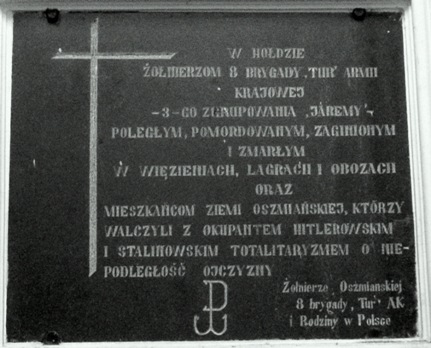 W HOŁDZIE
ŻOŁNIERZOM 8 BRYGADY „TUR” ARMII
KRAJOWEJ
-3-GO ZGRUPOWANIA „JAREMY”-
POLEGŁYM, POMORDOWANYM, ZAGINIONYM
I ZMARŁYM
W WIĘZIENIACH, ŁAGRACH I OBOZACH
ORAZ
MIESZKAŃCOM ZIEMI OSZMIAŃSKIEJ, KTÓRZY
WALCZYLI Z OKUPANTEM HITLEROWSKIM
I STALINOWSKIM TOTALITARYZMEM O NIE-
PODLEGŁOŚĆ OJCZYZNY
Żołnierze Oszmiańskiej
8 brygady „Tur” AK
i Rodziny w Polsce